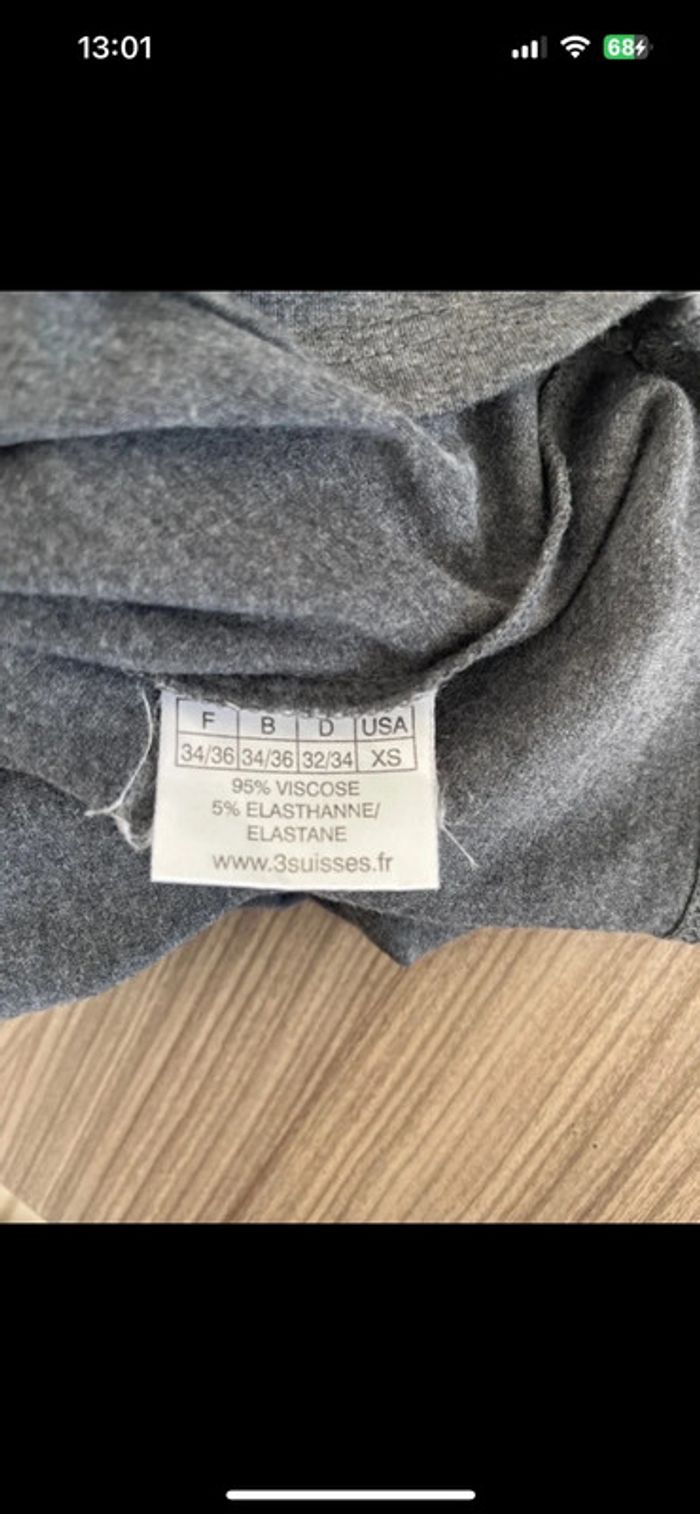 13:01
68
F B D USA
34/36 34/36 32/34 XS
95% VISCOSE
5% ELASTHANNE/
ELASTANE
www.3suisses.fr